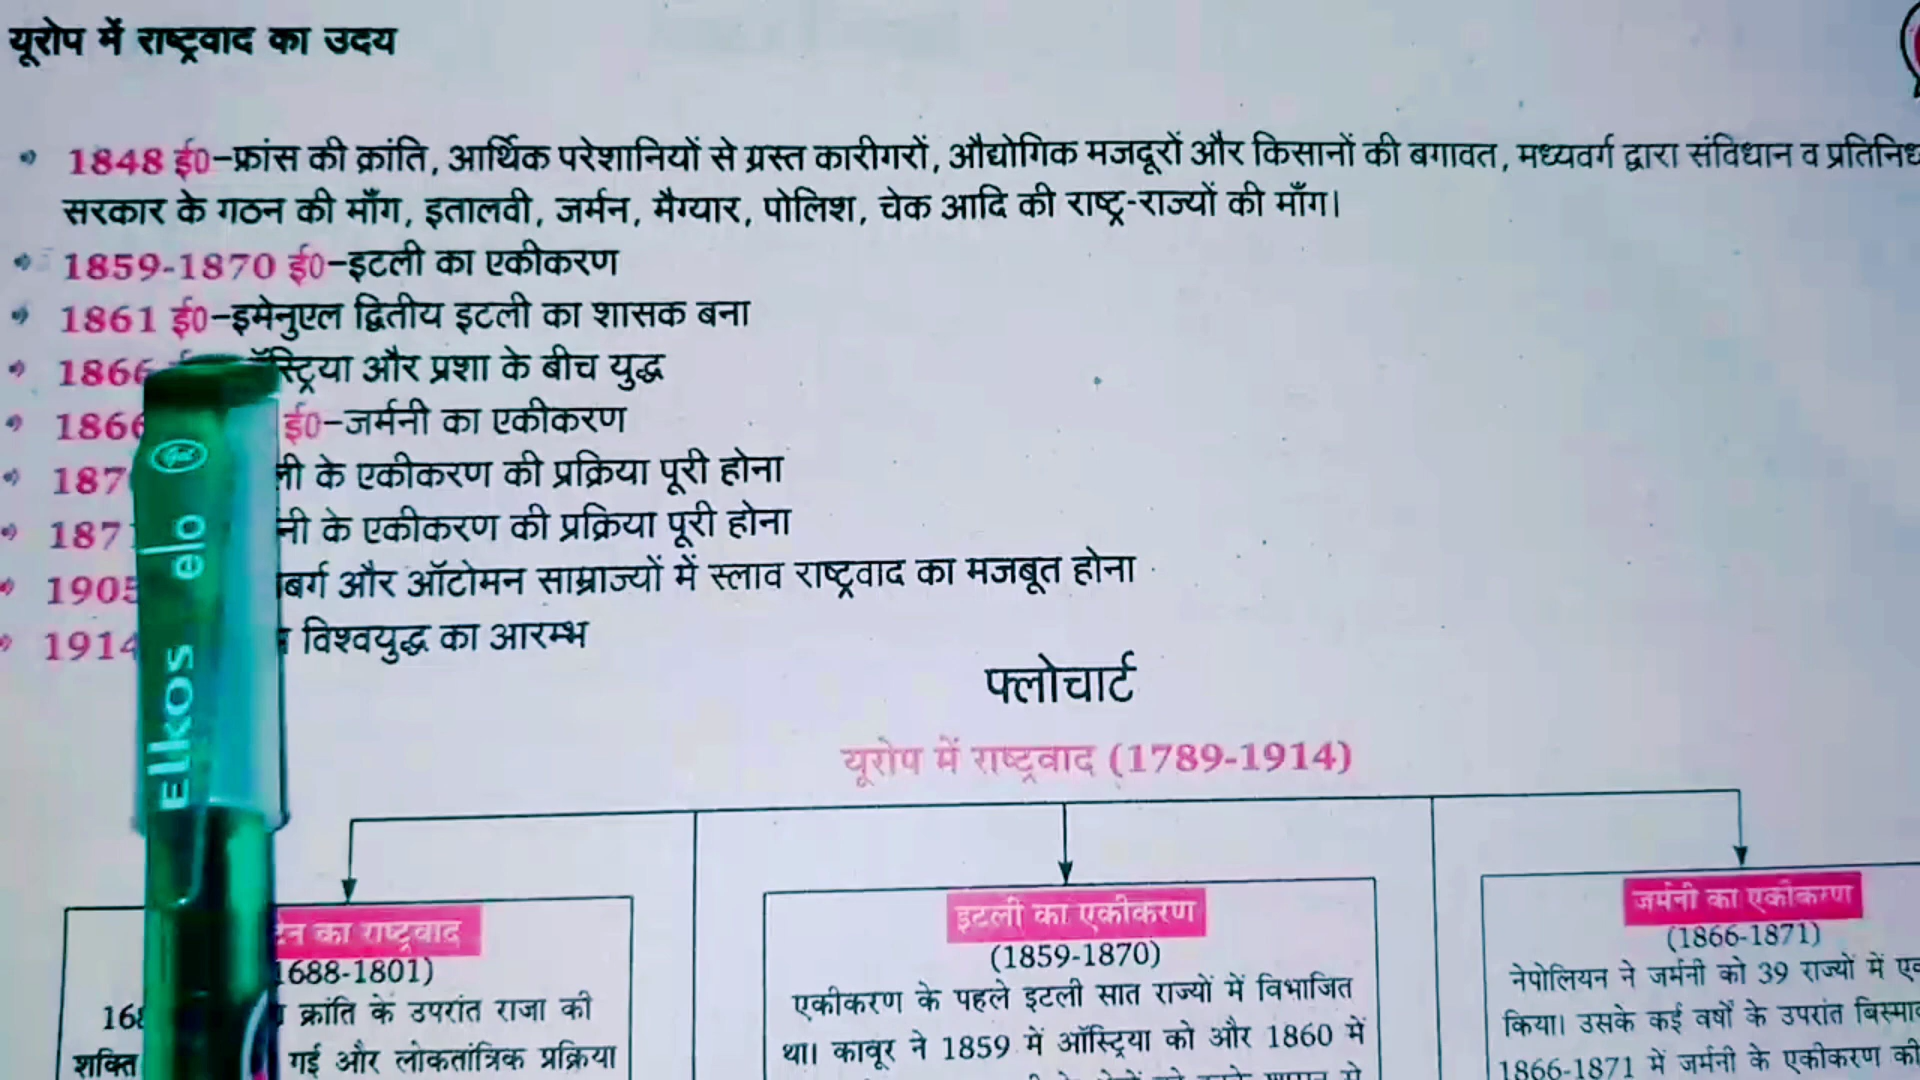 यूरोप में राष्ट्रवाद का उदय
1848 ई0-फ्रांस की क्रांति, आर्थिक परेशानियों से ग्रस्त कारीगरों, औद्योगिक मजदूरों और किसानों की बगावत, मध्यवर्ग द्वारा संविधान व
सरकार के गठन की माँग, इतालवी, जर्मन, मैग्यार, पोलिश, चेक आदि की राष्ट्र-राज्यों की माँग।
1859-1870 ई0-इटली का एकीकरण
1861 ई0-इमेनुएल द्वितीय इटली का शासक बना
1866 और प्रशा के बीच युद्ध
ई0-जर्मनी का एकीकरण
के एकीकरण की प्रक्रिया पूरी होना
के एकीकरण की प्रक्रिया पूरी होना
1905 और ऑटोमन साम्राज्यों में स्लाव राष्ट्रवाद का मजबूत होना
1914 विश्वयुद्ध का आरम्भ
फ्लोचार्ट
यूरोप में राष्ट्रवाद (1789-1914)
का राष्ट्रवाद
1688-1801)
क्रांति के उपरांत राजा की
शक्ति गई और लोकतांत्रिक प्रक्रिया
इटली का एकीकरण
(1859-1870)
एकीकरण के पहले इटली सात राज्यों में विभाजित
था। कावूर ने 1859 में ऑस्ट्रिया को और 1860 में
जर्मनी का एकीकरण
(1866-1871)
नेपोलियन ने जर्मनी को 39 राज्यों में
किया। उसके कई वर्षों के उपरांत
1866-1871 में जर्मनी के एकीकरण की
Elkos elo
Gel